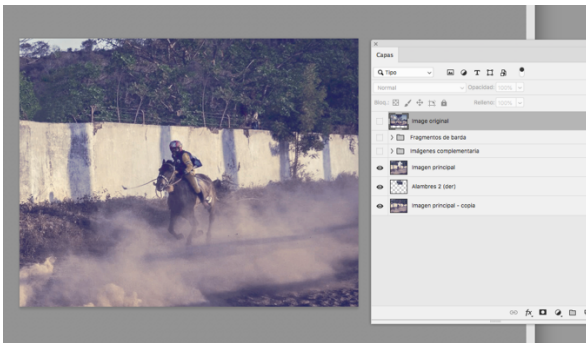 Capas
Tipo
Normal
Opacidad: 100%
Bloq.:
Relleno: 100%
Image original
Fragmentos de barda
Imágenes complementaria
Imagen principal
Alambres 2 (der)
Imagen principal - copia
fx